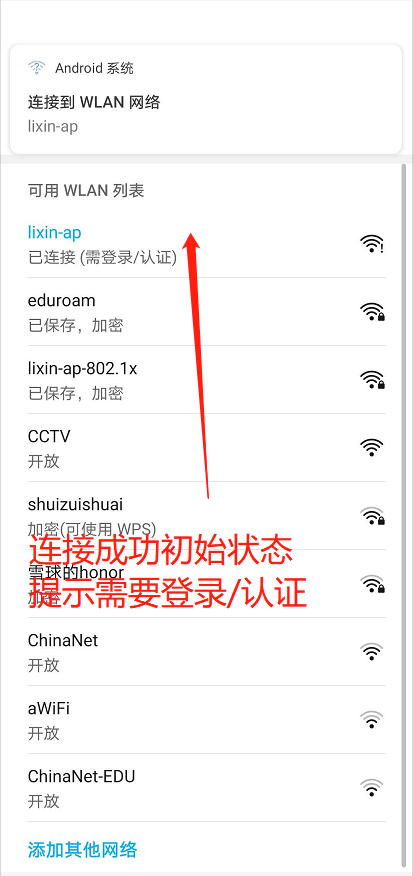 Android 系统
连接到 WLAN 网络
lixin-ap
可用 WLAN 列表
lixin-ap
已连接 (需登录/认证)
eduroam
已保存，加密
lixin-ap-802.1x
已保存，加密
CCTV
开放
shuizuishuai
加密(可使用 WPS)
连接成功初始状态
雪球的honor
提示需要登录/认证
加密
ChinaNet
开放
aWiFi
开放
ChinaNet-EDU
开放
添加其他网络